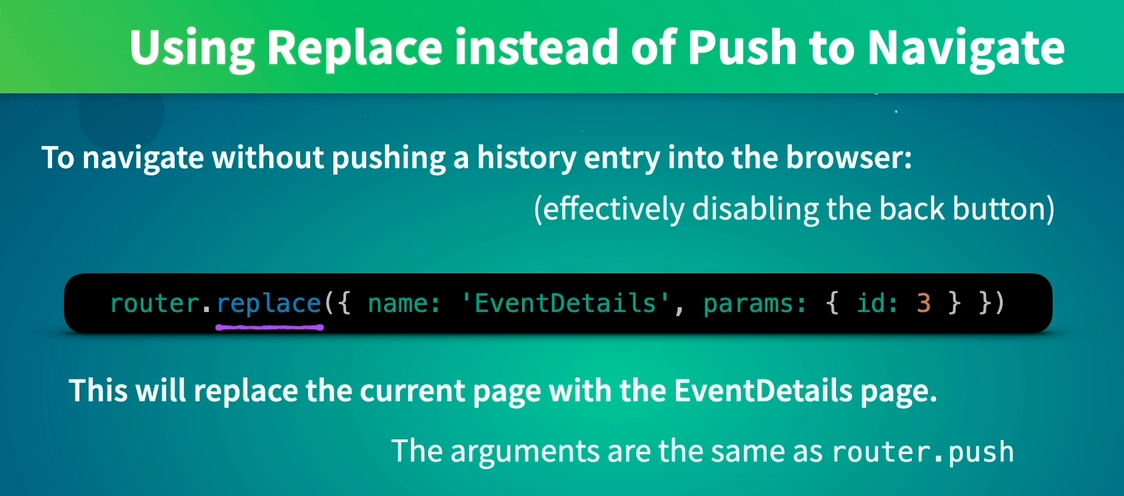 Using Replace instead of Push to Navigate
To navigate without pushing a history entry into the browser:
(effectively disabling the back button)
router.replace({ name: 'EventDetails', params: { id: 3 } })
This will replace the current page with the EventDetails page.
The arguments are the same as router.push